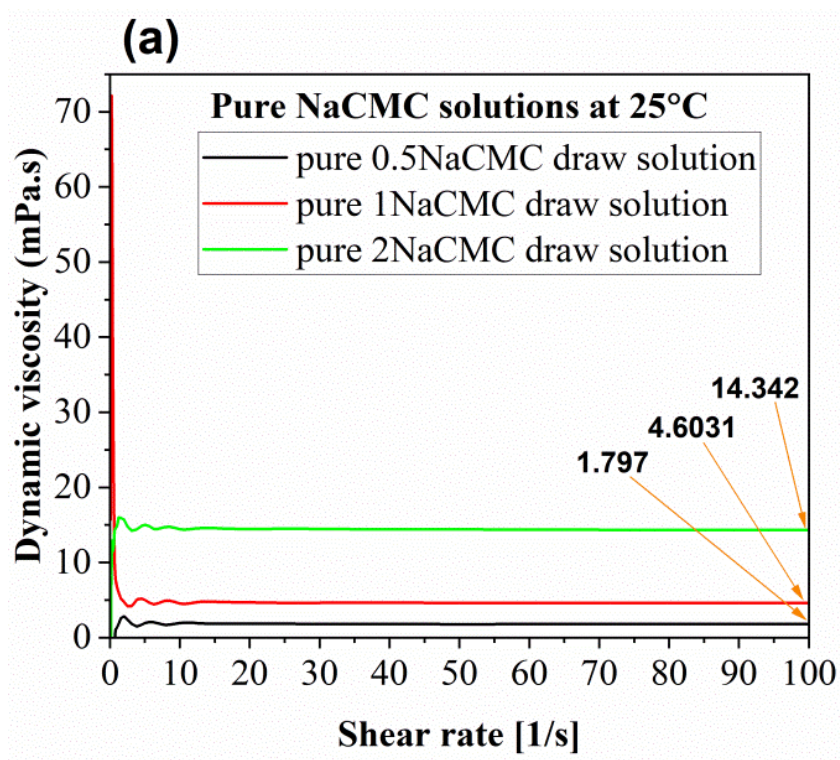 (a)
Pure NaCMC solutions at 25°C
pure 0.5NaCMC draw solution
pure 1NaCMC draw solution
pure 2NaCMC draw solution
Dynamic viscosity (mPa.s)
70
60
50
40
30
20
10
0
14.342
4.6031
1.797
0 10 20 30 40 50 60 70 80 90 100
Shear rate [1/s]